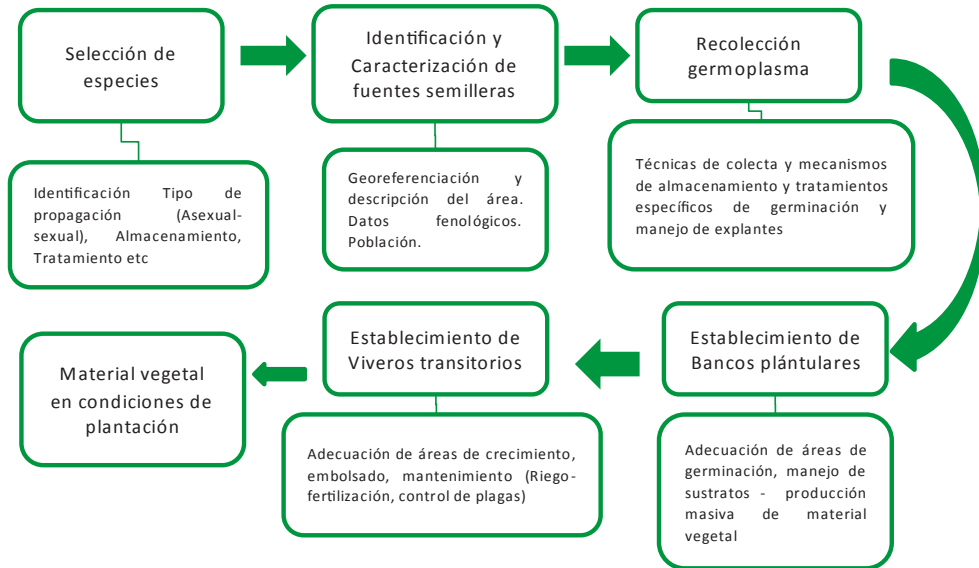 Selección de
especies
Identificación Tipo de
propagación (Asexual-
sexual), Almacenamiento,
Tratamiento etc
Identificación y
Caracterización de
fuentes semilleras
Georeferenciación y
descripción del área.
Datos fenológicos.
Población.
Recolección
germoplasma
Técnicas de colecta y mecanismos
de almacenamiento y tratamientos
específicos de germinación y
manejo de explantes
Establecimiento de
Bancos plántulares
Adecuación de áreas de
germinación, manejo de
sustratos - producción
masiva de material
vegetal
Establecimiento de
Viveros transitorios
Adecuación de áreas de crecimiento,
embolsado, mantenimiento (Riego-
fertilización, control de plagas)
Material vegetal
en condiciones de
plantación